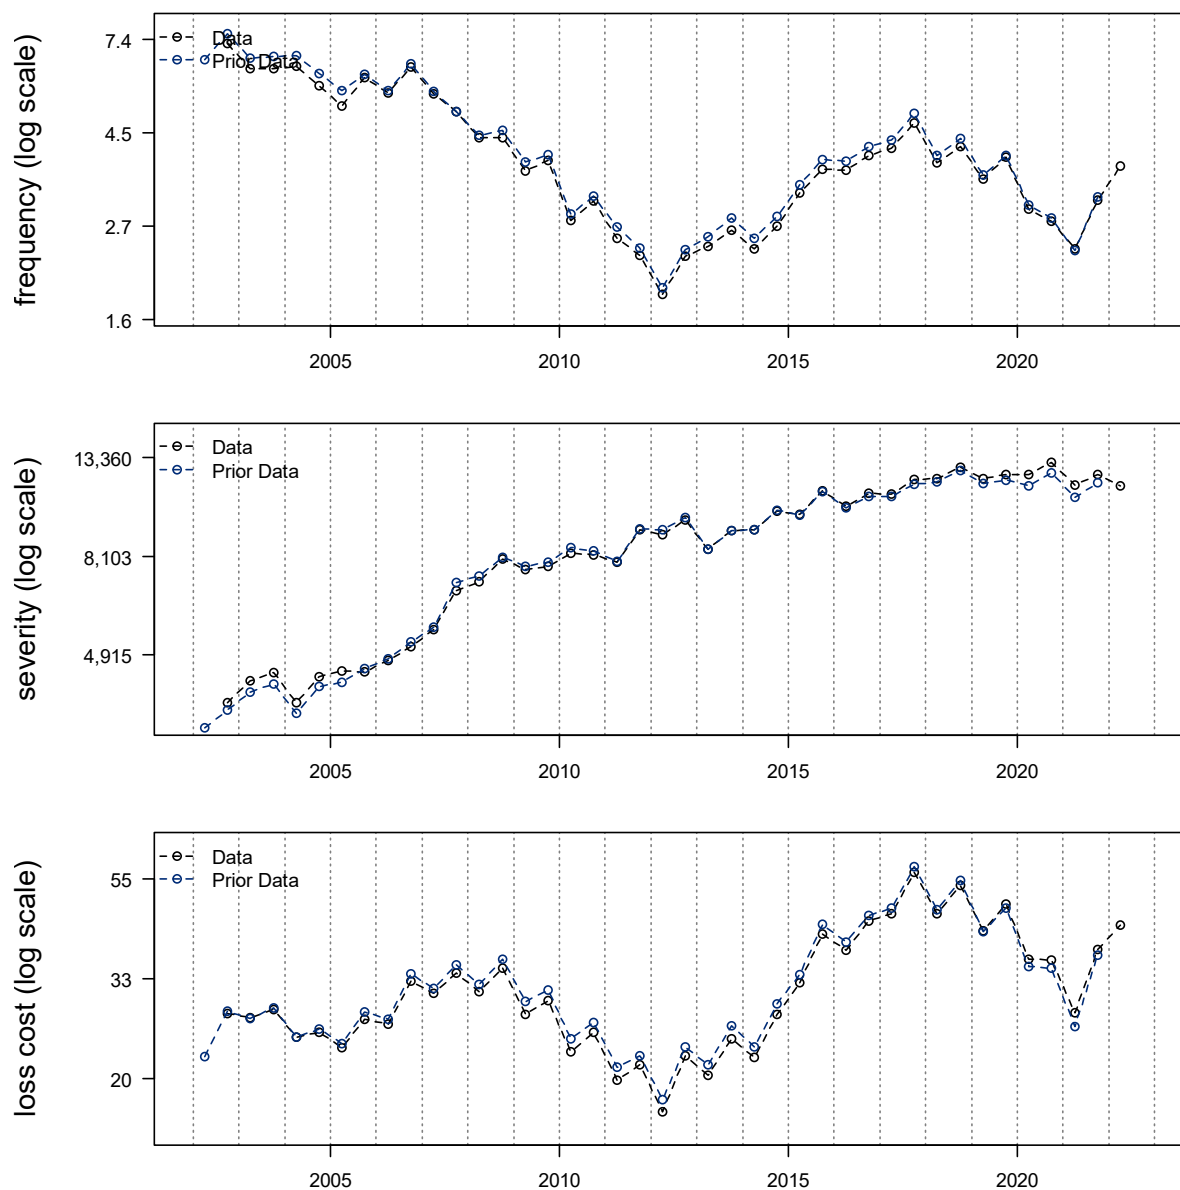 frequency (log scale)
7.4
4.5
2.7
1.6
Data
Prior Data
2005 2010 2015 2020
severity (log scale)
13,360
8,103
4,915
Data
Prior Data
2005 2010 2015 2020
loss cost (log scale)
55
33
20
Data
Prior Data
2005 2010 2015 2020